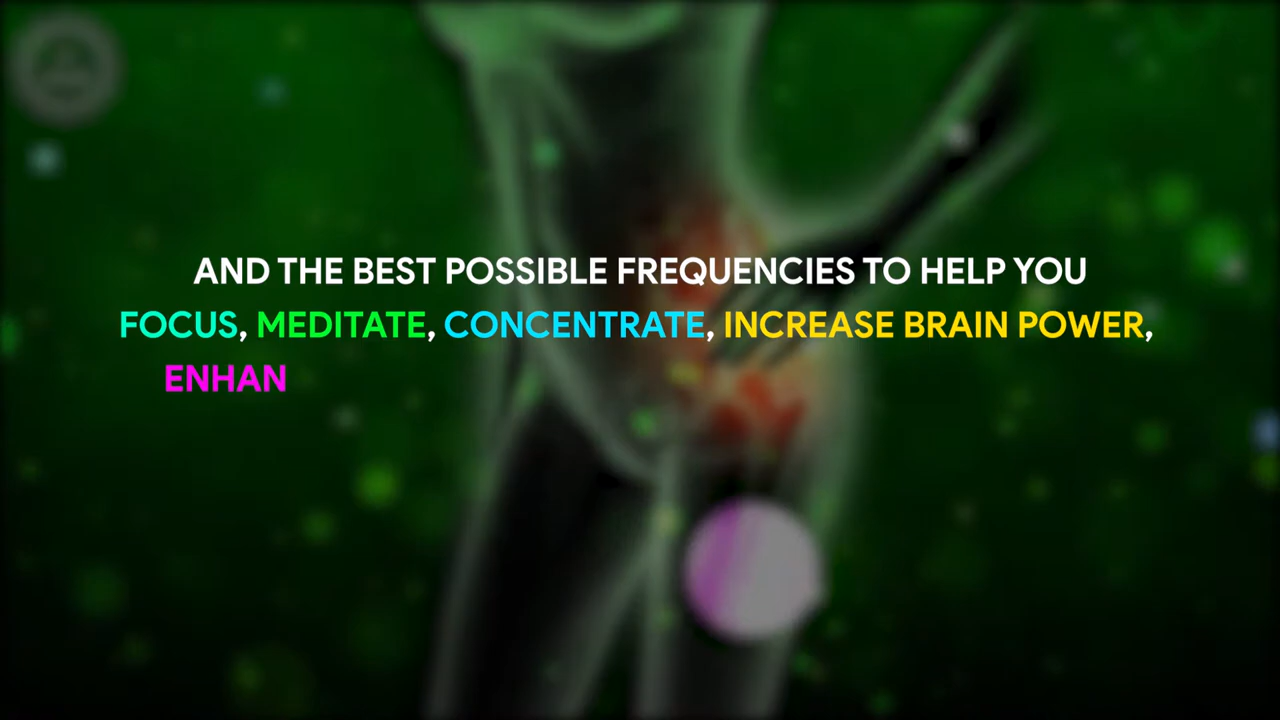 AND THE BEST POSSIBLE FREQUENCIES TO HELP YOU
FOCUS, MEDITATE, CONCENTRATE, INCREASE BRAIN POWER,
ENHAN